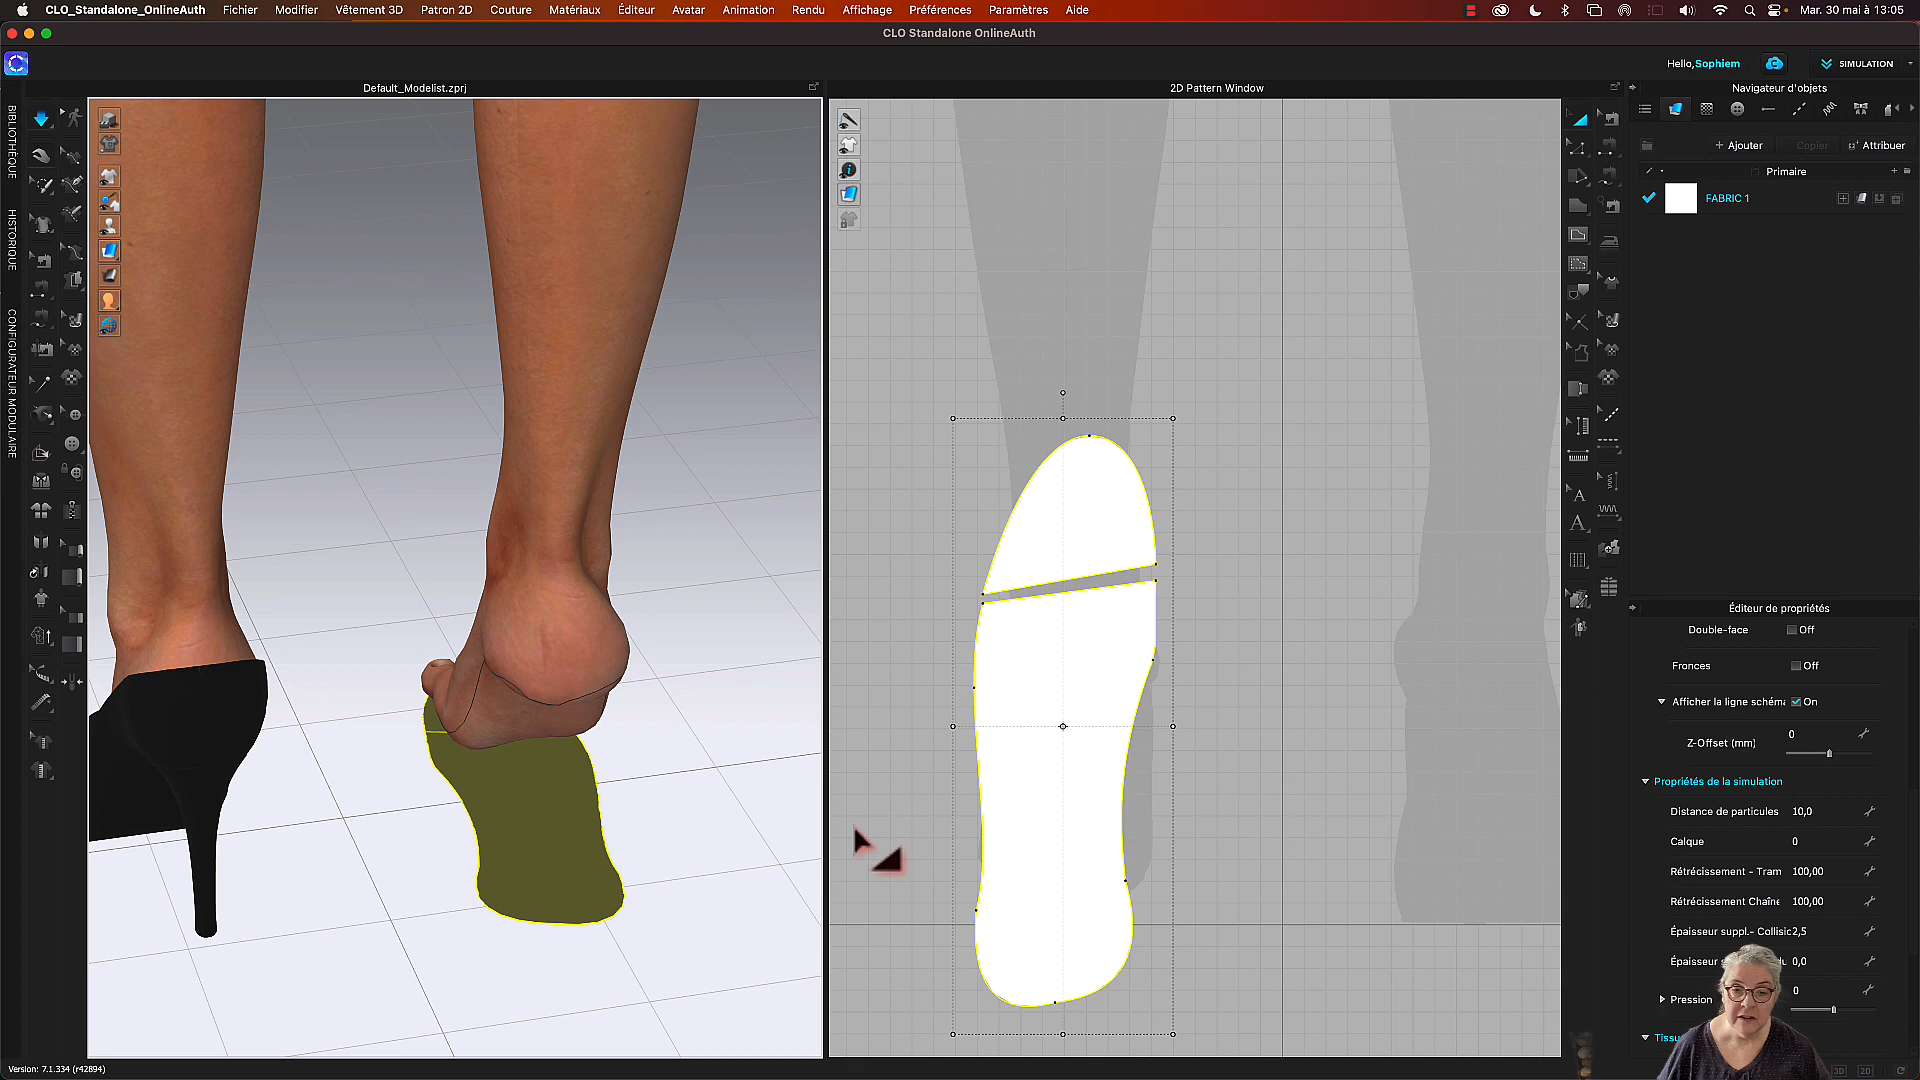 CLO_Standalone_OnlineAuth Fichier Modifier Vêtement 3D Patron 2D Couture Matériaux Éditeur Avatar Animation Rendu Affichage Préférences Paramètres Aide Mar. 30 mai à 13:05
CLO Standalone OnlineAuth
Hello,Sophiem SIMULATION
Default_Modelist.zprj 2D Pattern Window Navigateur d'objets
BIBLIOTHÈQUE
HISTORIQUE
CONFIGURATEUR MODULAIRE
+ Ajouter Copier Attribuer
Primaire
FABRIC 1
Éditeur de propriétés
Double-face Off
Fronces Off
Afficher la ligne schéma On
Z-Offset (mm) 0
Propriétés de la simulation
Distance de particules 10,0
Calque 0
Rétrécissement - Tram 100,00
Rétrécissement Chaîne 100,00
Épaisseur suppl.- Collisic 2,5
Épaisseur 0,0
Pression 0
Tissu
3D 2D
Version: 7.1.334 (r42894)